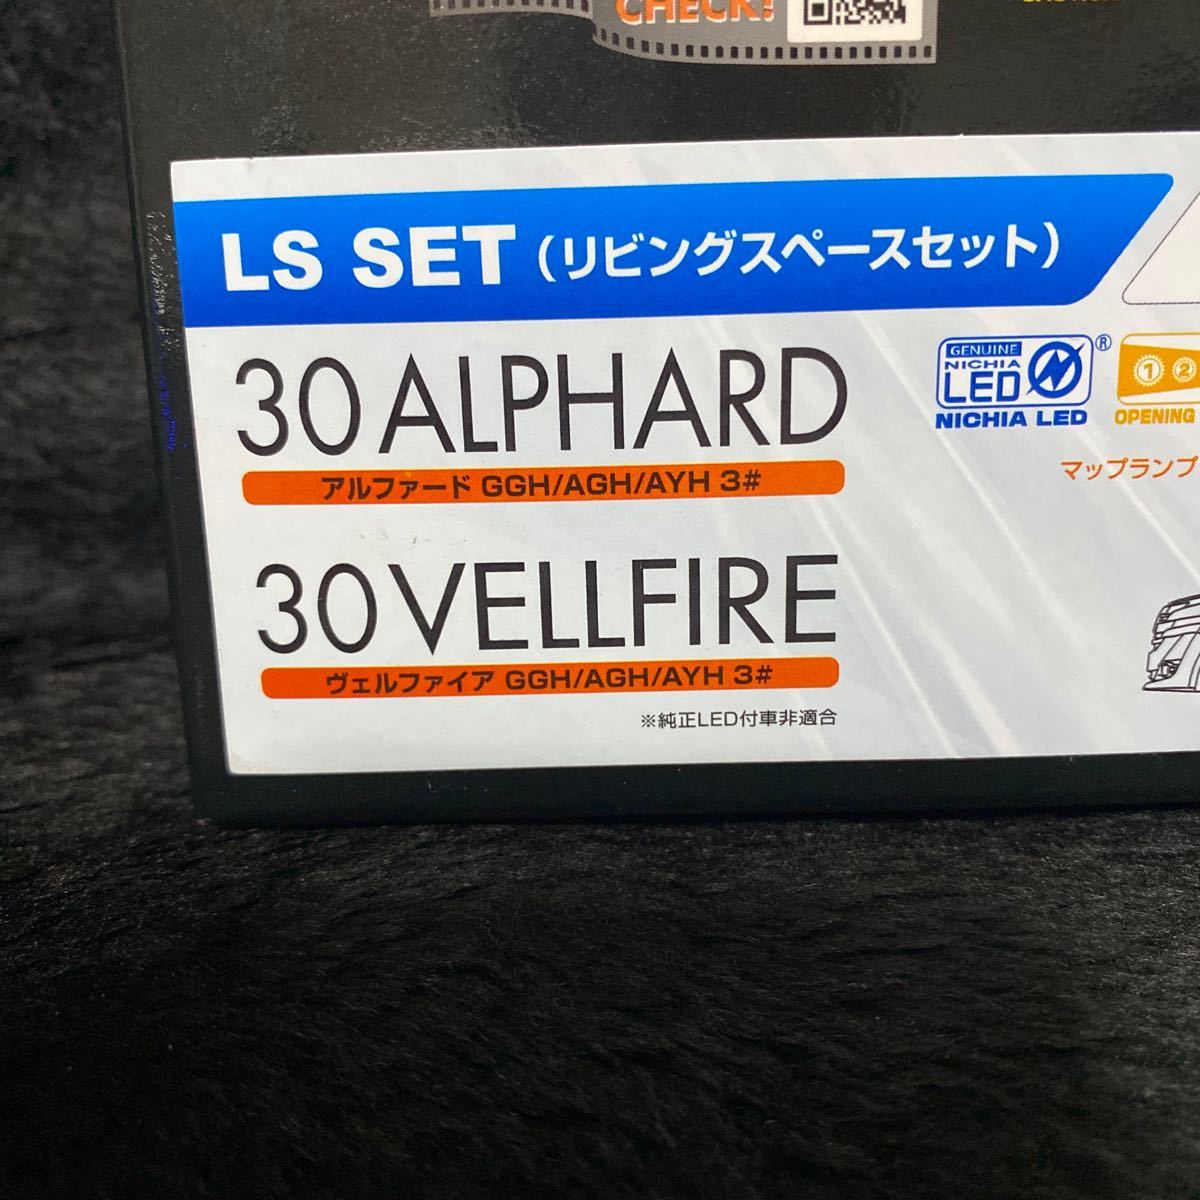 CHECK!
LS SET（リビングスペースセット）
30 ALPHARD
アルファード GGH/AGH/AYH 3#
30 VELLFIRE
ヴェルファイア GGH/AGH/AYH 3#
※純正LED付車非適合
GENUINE
NICHIA
LED
®
NICHIA LED
1 2
OPENING
マップランプ